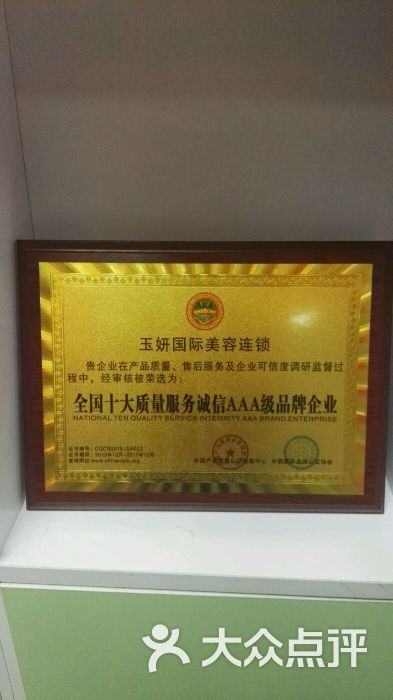 玉妍国际美容连锁
贵企业在产品质量、售后服务及企业可信度调研监督过
程中，经审核被荣选为：
全国十大质量服务诚信AAA级品牌企业
NATIONAL TEN QUALITY SERVICE INTEGRITY AAA BRAND ENTERPRISE
大众点评